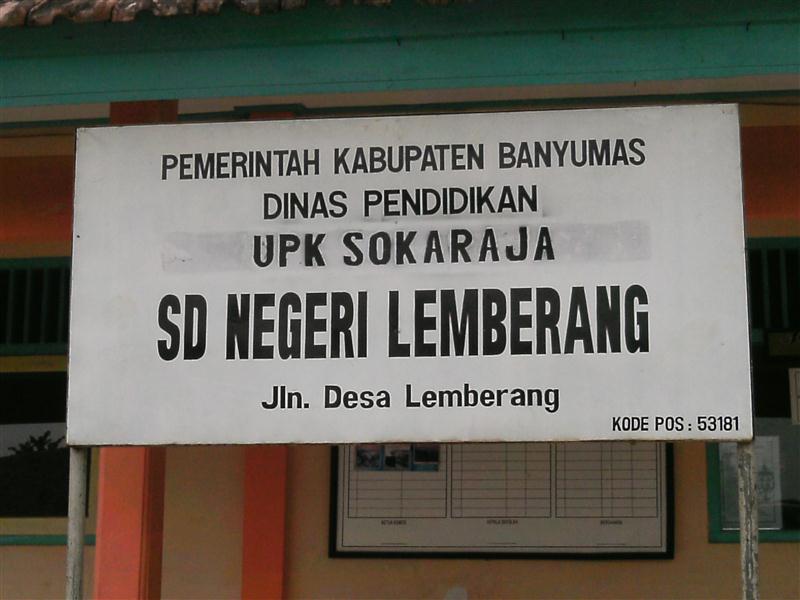 PEMERINTAH KABUPATEN BANYUMAS
DINAS PENDIDIKAN
UPK SOKARAJA
SD NEGERI LEMBERANG
Jln. Desa Lemberang
KODE POS : 53181